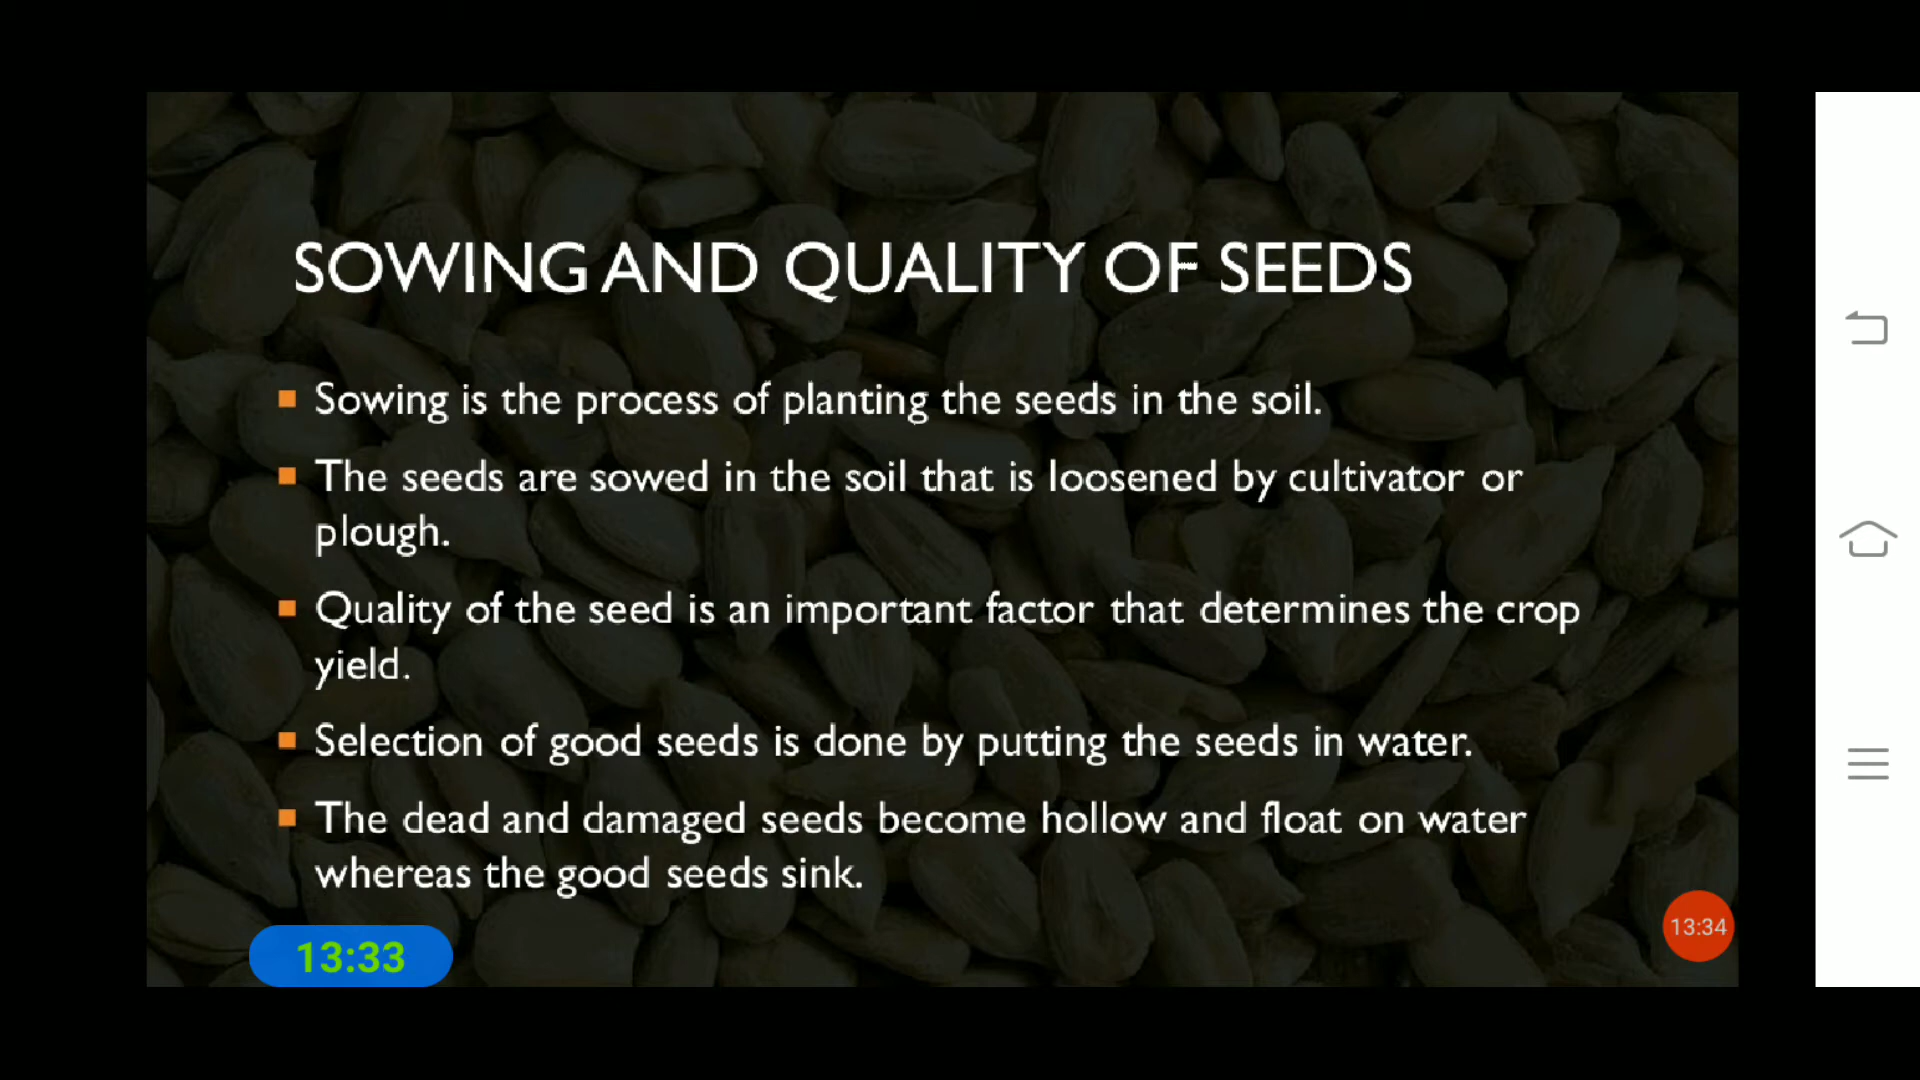 SOWING AND QUALITY OF SEEDS
Sowing is the process of planting the seeds in the soil.
The seeds are sowed in the soil that is loosened by cultivator or
plough.
Quality of the seed is an important factor that determines the crop
yield.
Selection of good seeds is done by putting the seeds in water.
The dead and damaged seeds become hollow and float on water
whereas the good seeds sink.
13:33
13:34